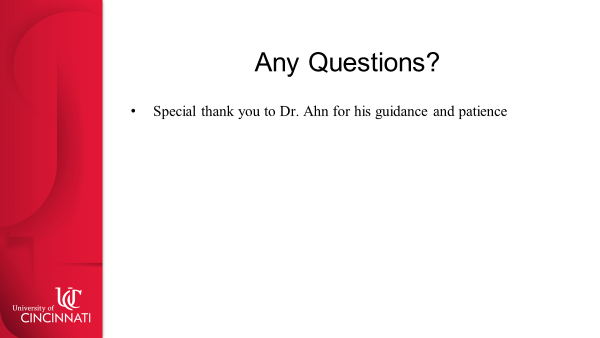 Any Questions?
• Special thank you to Dr. Ahn for his guidance and patience
UC
University of
CINCINNATI